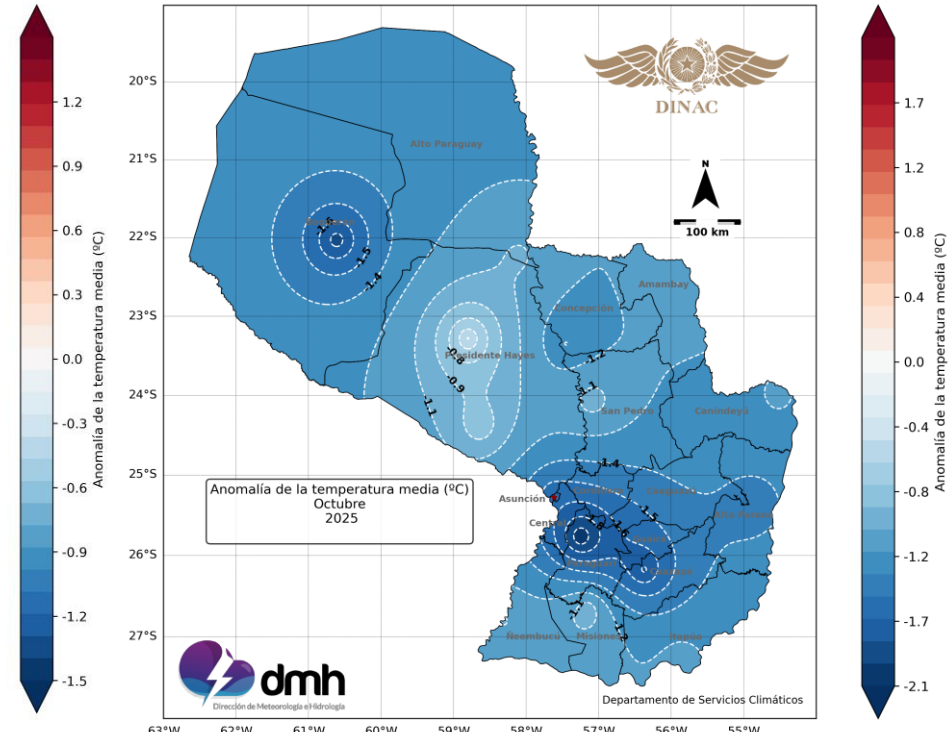 1.2
0.9
0.6
0.3
0.0
-0.3
-0.6
-0.9
-1.2
-1.5
Anomalía de la temperatura media (ºC)
20°S
21°S
22°S
23°S
24°S
25°S
26°S
27°S
DINAC
N
100 km
Alto Paraguay
-1.5
-1.4
Amambay
Concepción
-1.2
-0.8
Presidente Hayes
-0.9
-1.1
-1.1
San Pedro
Canindeyú
-1.4
Anomalía de la temperatura media (ºC)
Octubre
2025
Asunción
Central
-1.5
-1.6
Ñeembucú
Misiones
Itapúa
dmh
Dirección de Meteorología e Hidrología
Departamento de Servicios Climáticos
63°W
62°W
61°W
60°W
59°W
58°W
57°W
56°W
55°W
1.7
1.2
0.8
0.4
0.0
-0.4
-0.8
-1.2
-1.7
-2.1
Anomalía de la temperatura media (ºC)